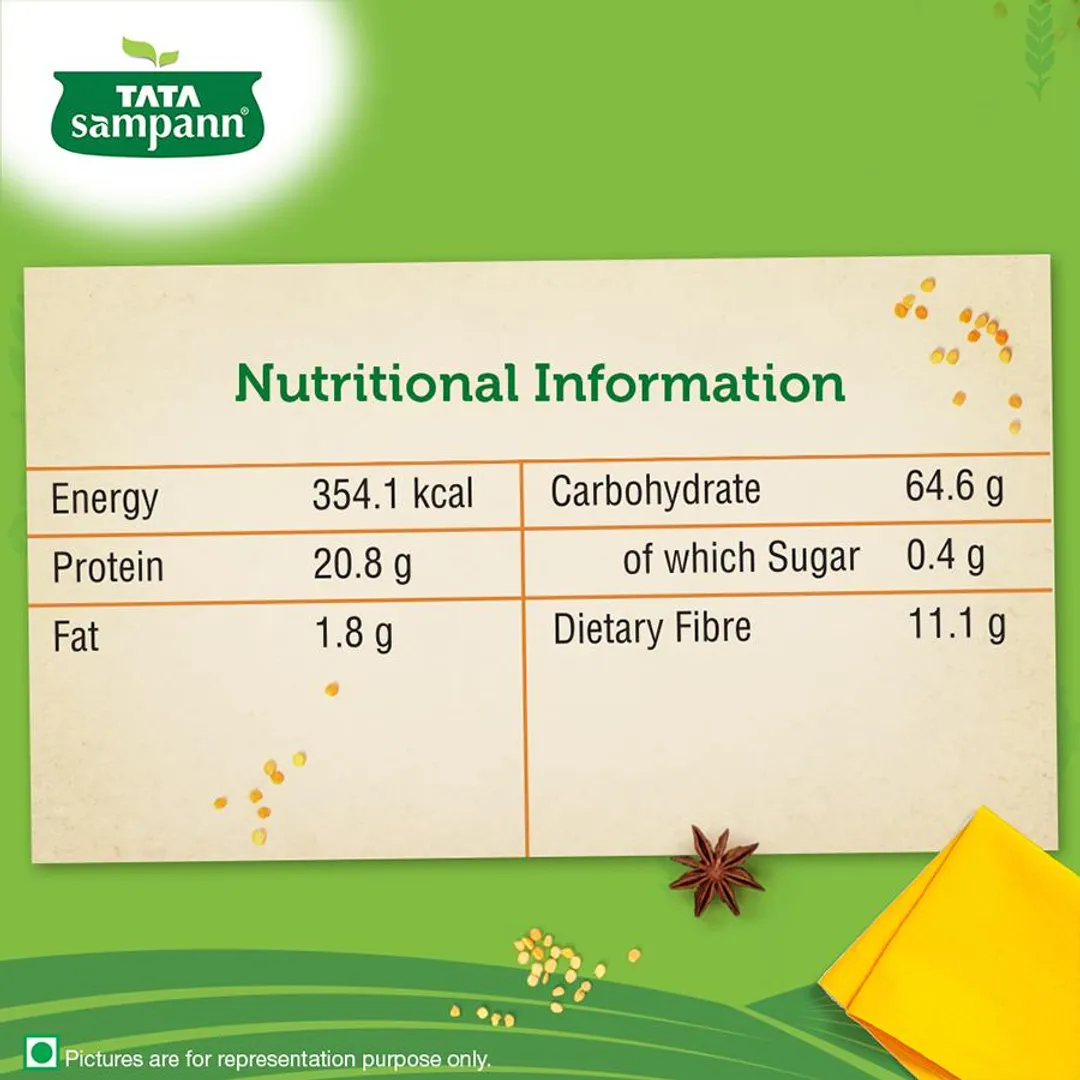 TATA
sampann®
Nutritional Information
Energy 354.1 kcal
Protein 20.8 g
Fat 1.8 g
Carbohydrate 64.6 g
of which Sugar 0.4 g
Dietary Fibre 11.1 g
Pictures are for representation purpose only.